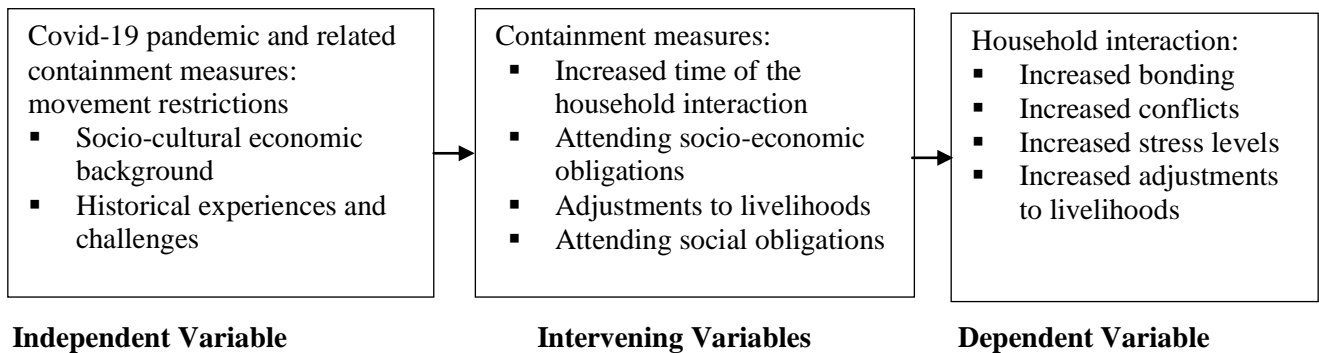 Covid-19 pandemic and related
containment measures:
movement restrictions
▪ Socio-cultural economic
background
▪ Historical experiences and
challenges
Containment measures:
▪ Increased time of the
household interaction
▪ Attending socio-economic
obligations
▪ Adjustments to livelihoods
▪ Attending social obligations
Household interaction:
▪ Increased bonding
▪ Increased conflicts
▪ Increased stress levels
▪ Increased adjustments
to livelihoods
Independent Variable
Intervening Variables
Dependent Variable